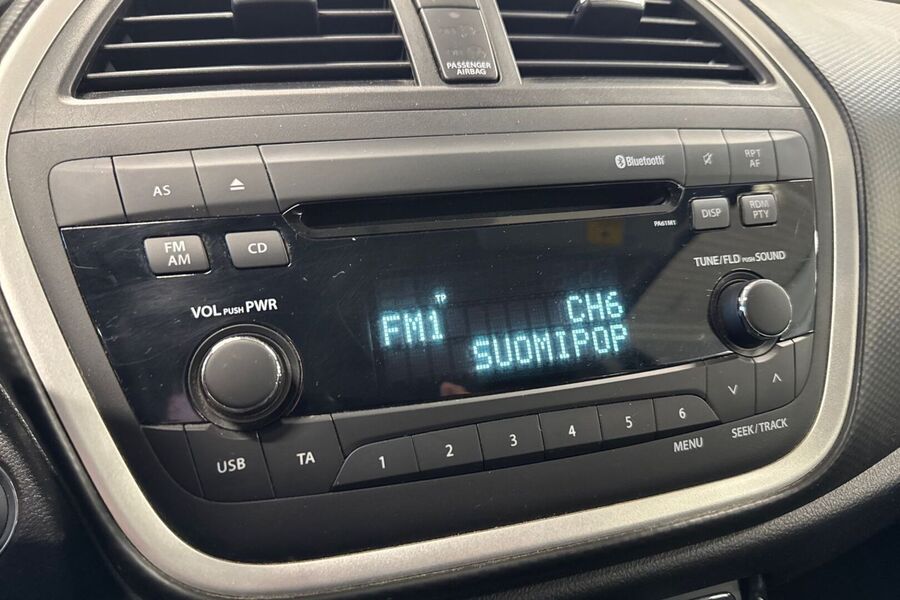 PASSENGER
AIRBAG
AS
Bluetooth
RPT
AF
PA61M1
DISP
RDM
PTY
FM
AM
CD
TUNE/FLD PUSH SOUND
VOL PUSH PWR
TP
FM1
CH6
SUOMIPOP
USB
TA
1
2
3
4
5
6
MENU
SEEK/TRACK